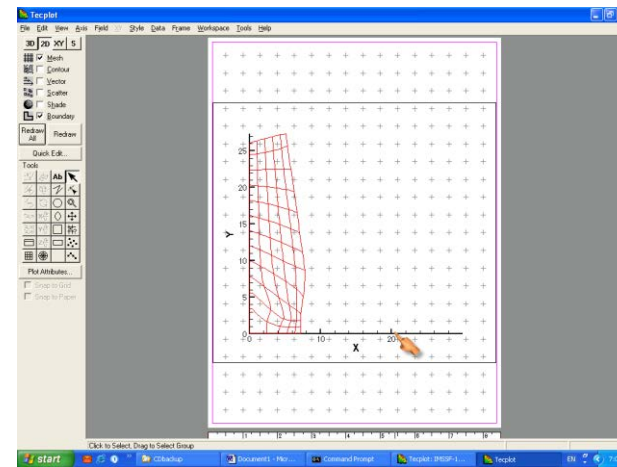 Tecplot
File Edit View Axis Field XY Style Data Frame Workspace Tools Help
3D 2D XY S
Mesh
Contour
Vector
Scatter
Shade
Boundary
Redraw All
Redraw
Quick Edit...
Tools
Ab
Plot Attributes...
Snap to Grid
Snap to Paper
25
20
15
10
5
0
Y
0 10 20
X
Click to Select, Drag to Select Group
start
CDbackup
Document1 - Micr...
Command Prompt
Tecplot
EN